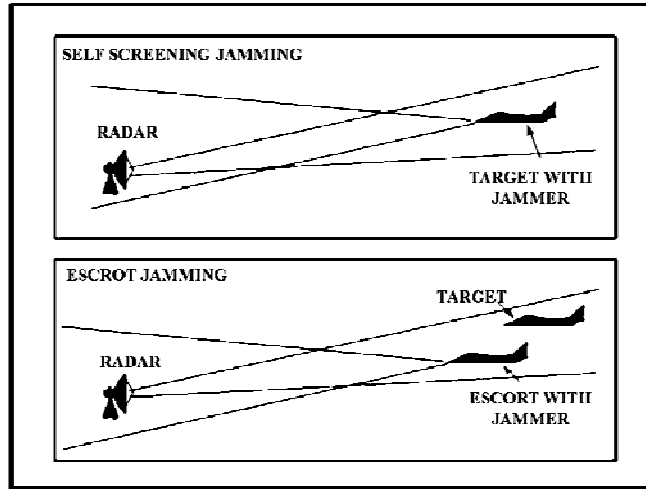 SELF SCREENING JAMMING
RADAR
TARGET WITH
JAMMER
ESCROT JAMMING
TARGET
RADAR
ESCORT WITH
JAMMER